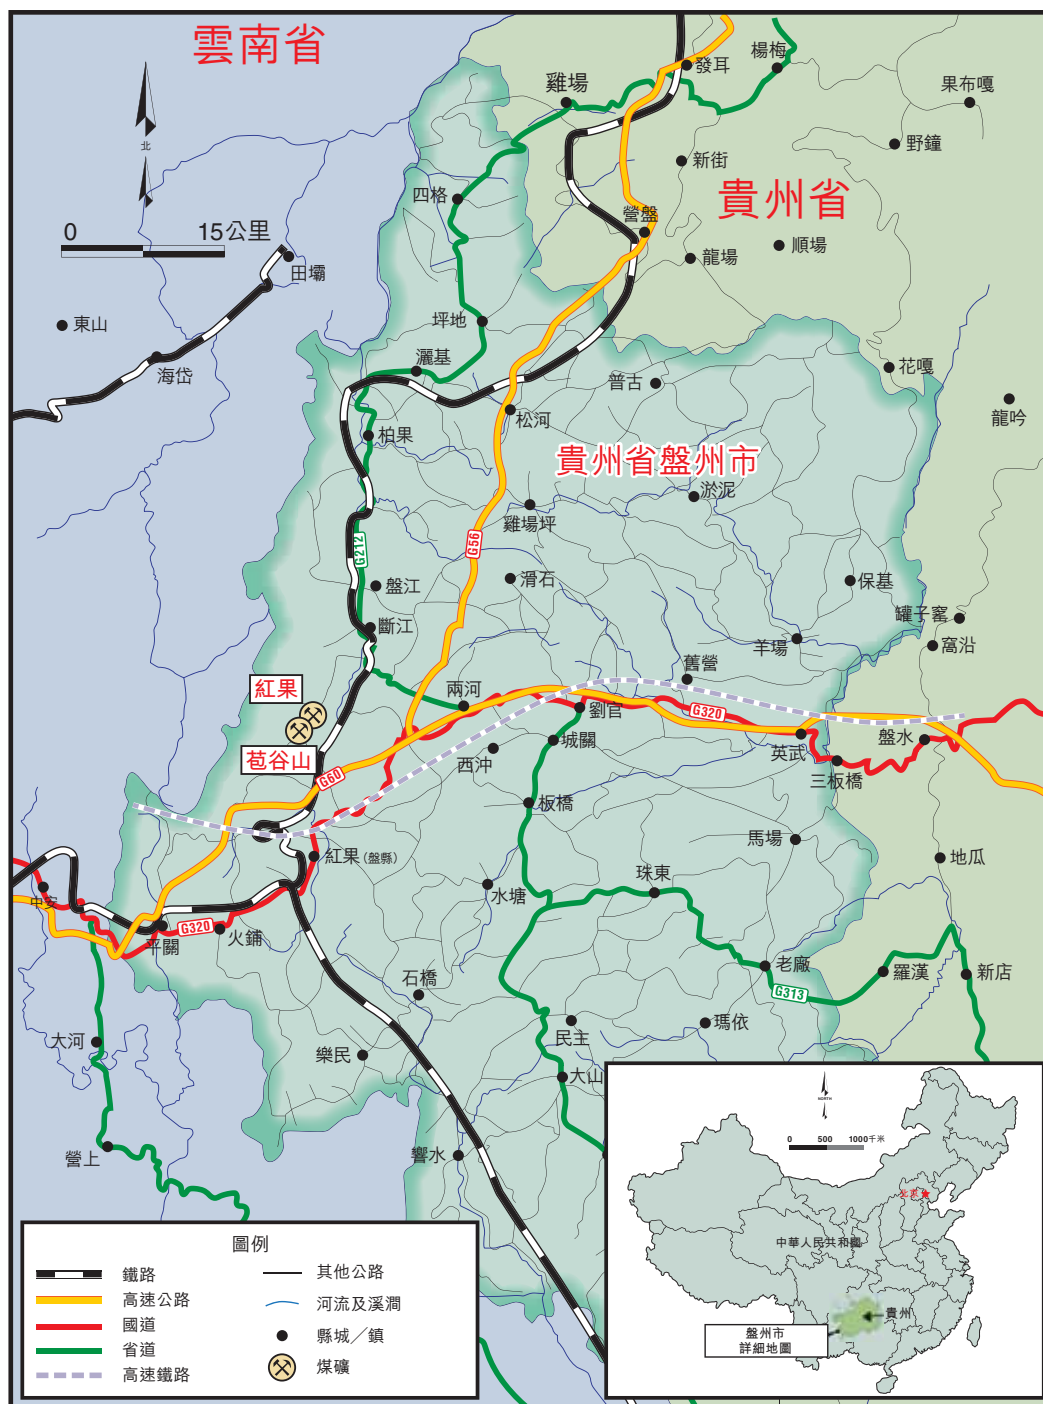 雲南省
楊梅
發耳
雞場
果布嘎
野鐘
北
新街
四格
貴州省
營盤
0 15公里
順場
龍場
田壩
坪地
東山
灑基
花嘎
海岱
普古
龍吟
松河
柏果
貴州省盤州市
淤泥
雞場坪
G56
G212
滑石
盤江
保基
罐子窰
斷江
羊場
窩沿
舊營
紅果
兩河
劉官
G320
城關
盤水
英武
苞谷山
西沖
G60
三板橋
板橋
馬場
紅果(盤縣)
地瓜
珠東
水塘
中安
G320
火鋪
平關
老廠
石橋
羅漢
新店
G313
瑪依
民主
大河
樂民
大山
營上
響水
圖例
鐵路
高速公路
國道
省道
高速鐵路
其他公路
河流及溪澗
縣城／鎮
煤礦
NORTH
0 500 1000千米
北京
中華人民共和國
貴州
盤州市
詳細地圖